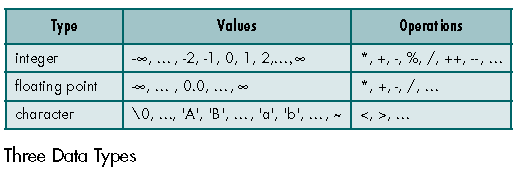 Type Values Operations
integer -∞, ... , -2, -1, 0, 1, 2,...,∞ *, +, -, %, /, ++, --, ...
floating point -∞, ... , 0.0, ..., ∞ *, +, -, /, ...
character \0, ..., 'A', 'B', ... , 'a', 'b', ... , ~ <, >, ...
Three Data Types